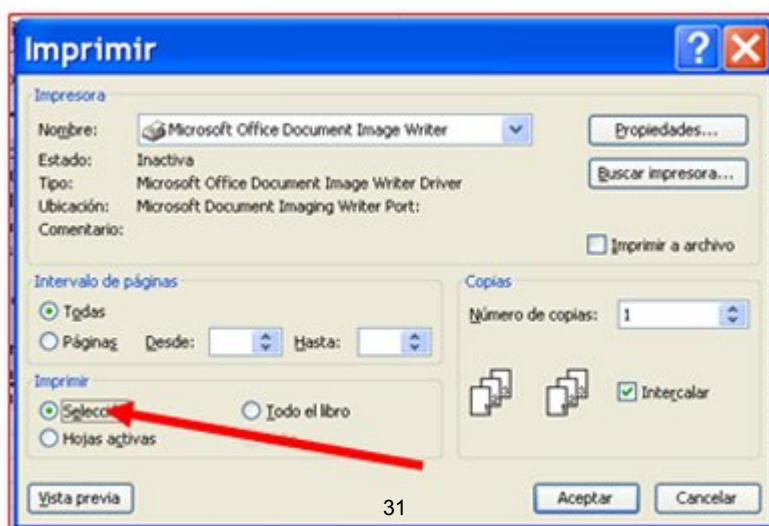 Imprimir
Impresora
Nombre: Microsoft Office Document Image Writer Propiedades...
Estado: Inactiva
Tipo: Microsoft Office Document Image Writer Driver Buscar impresora...
Ubicación: Microsoft Document Imaging Writer Port:
Comentario:
Imprimir a archivo
Intervalo de páginas
Todas
Páginas Desde: Hasta:
Copias
Número de copias: 1
Intercalar
Imprimir
Todo el libro
Hojas activas
Vista previa 31 Aceptar Cancelar